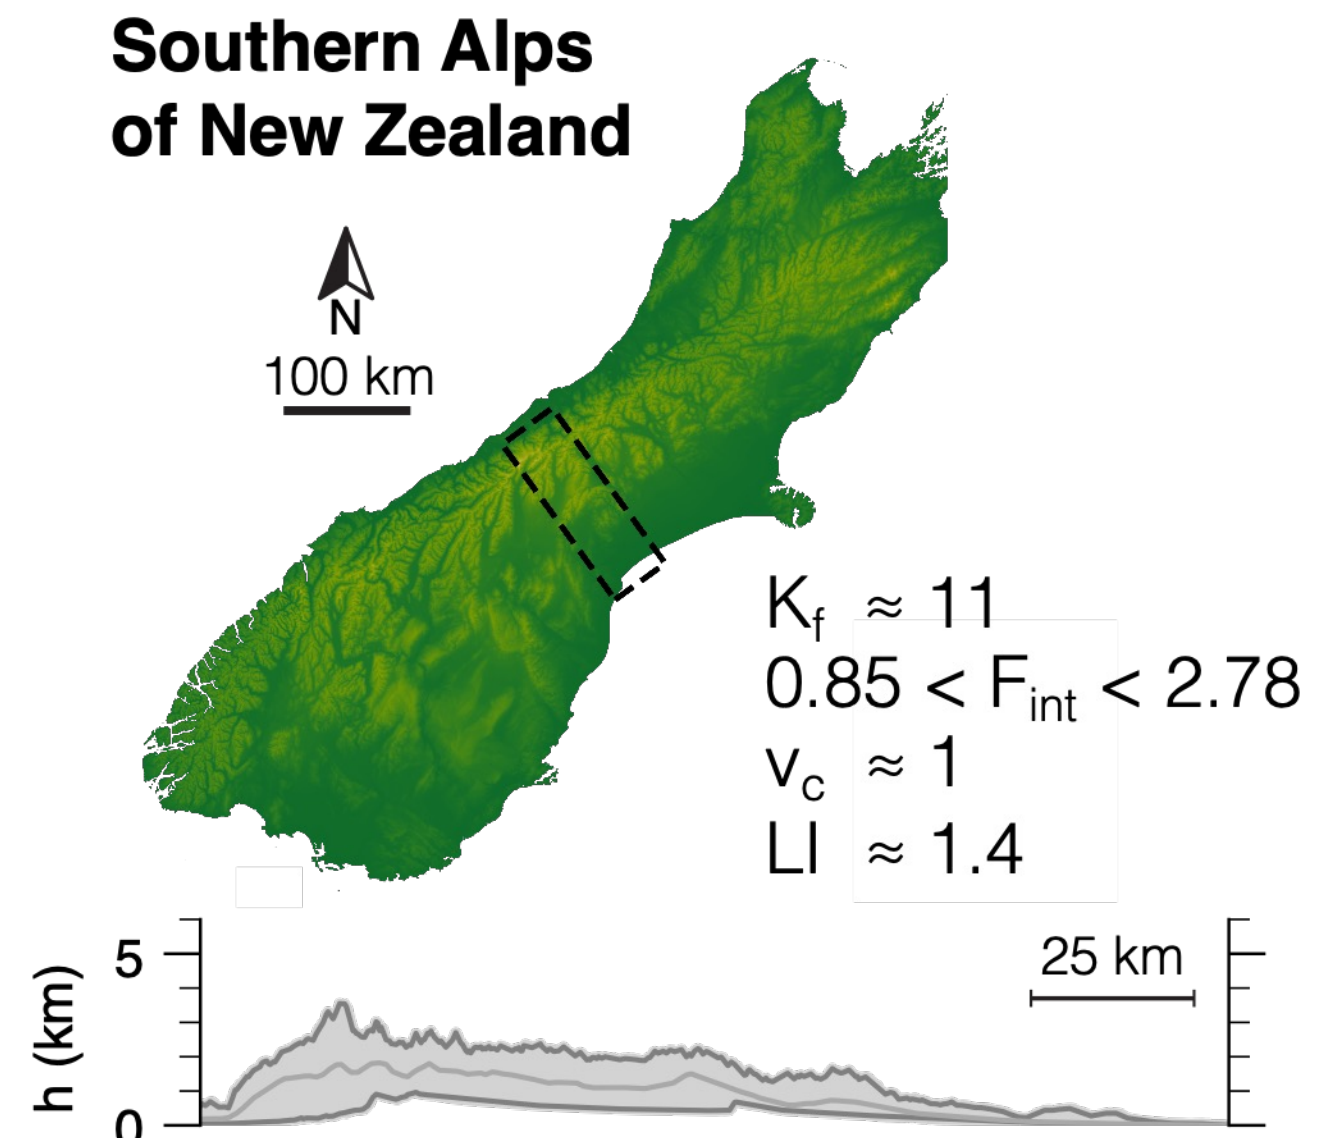 Southern Alps
of New Zealand
N
100 km
K_f ≈ 11
0.85 < F_int < 2.78
v_c ≈ 1
LI ≈ 1.4
5
25 km
h (km)
0